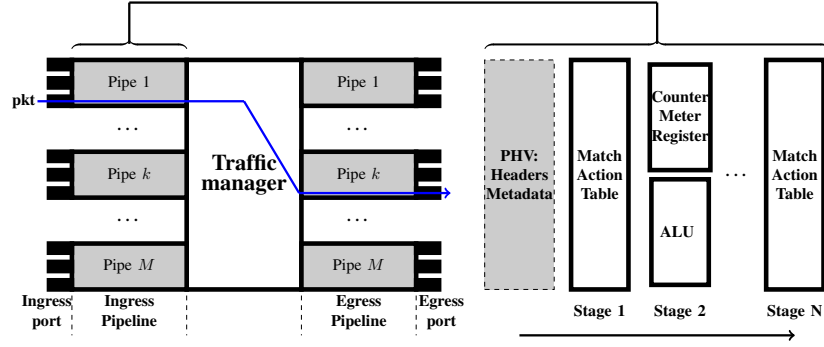 Pipe 1
Pipe 1
pkt
...
...
Traffic
manager
Pipe k
Pipe k
...
...
Pipe M
Pipe M
Ingress
port
Ingress
Pipeline
Egress
Pipeline
Egress
port
PHV:
Headers
Metadata
Match
Action
Table
Counter
Meter
Register
ALU
...
Match
Action
Table
Stage 1
Stage 2
Stage N